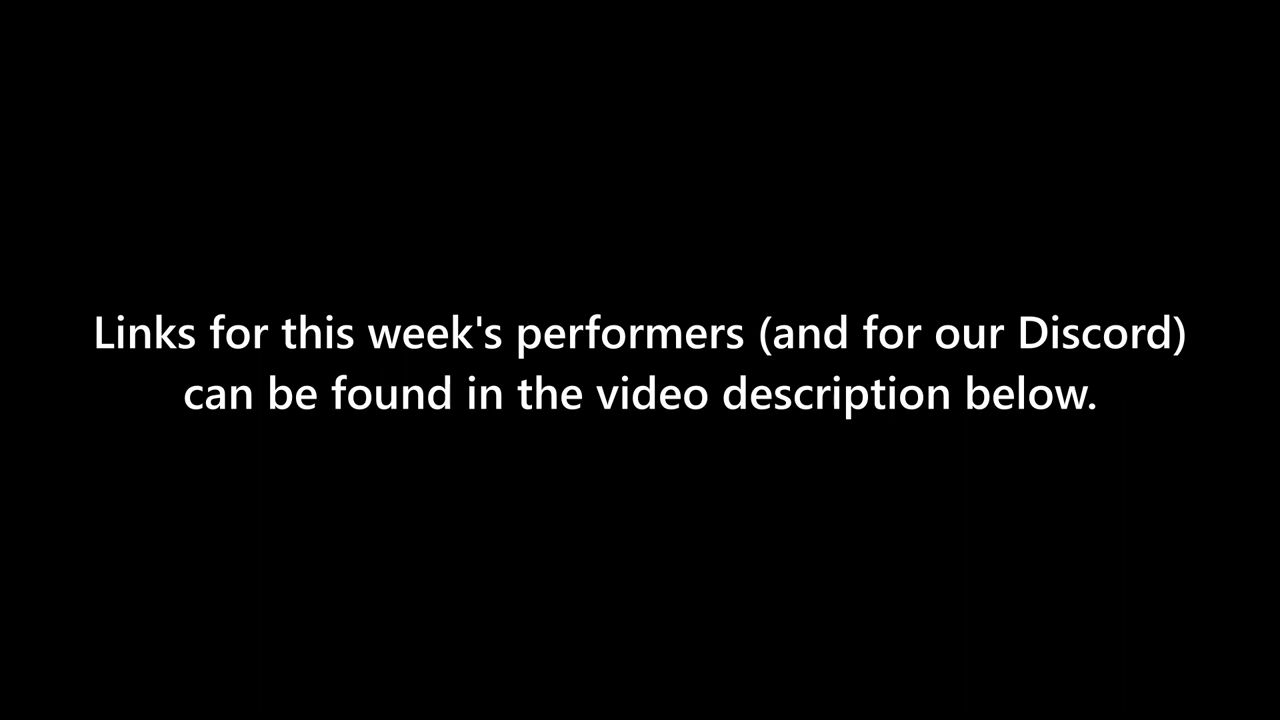 Links for this week's performers (and for our Discord)
can be found in the video description below.